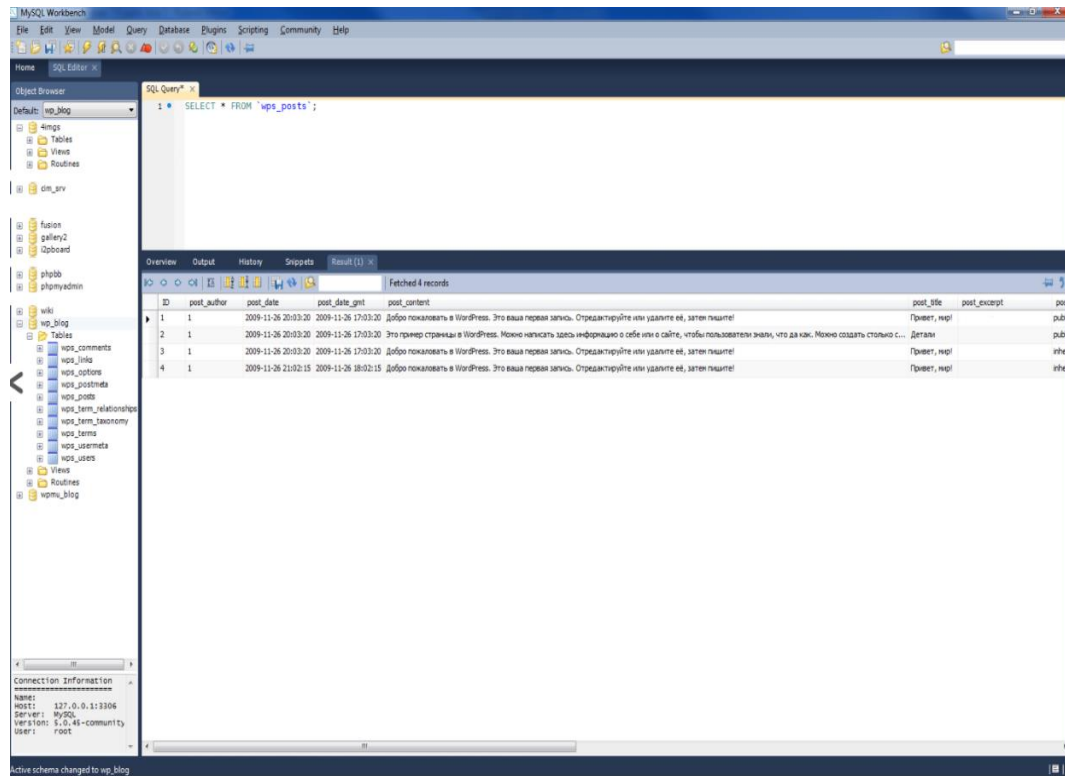 MySQL Workbench
File Edit View Model Query Database Plugins Scripting Community Help
Home SQL Editor
Object Browser
Default: wp_blog
4imgs
Tables
Views
Routines
cim_srv
fusion
gallery2
i2pboard
phpbb
phpmyadmin
wiki
wp_blog
Tables
wps_comments
wps_links
wps_options
wps_postmeta
wps_posts
wps_term_relationships
wps_term_taxonomy
wps_terms
wps_usermeta
wps_users
Views
Routines
wpmu_blog
Connection Information
Name:
Host: 127.0.0.1:3306
Server: MySQL
Version: 5.0.45-community
User: root
SQL Query*
1 SELECT * FROM `wps_posts`;
Overview Output History Snippets Result (1)
Fetched 4 records
ID post_author post_date post_date_gmt post_content post_title post_excerpt pos
1 1 2009-11-26 20:03:20 2009-11-26 17:03:20 Добро пожаловать в WordPress. Это ваша первая запись. Отредактируйте или удалите её, затем пишите! Привет, мир! pub
2 1 2009-11-26 20:03:20 2009-11-26 17:03:20 Это пример страницы в WordPress. Можно написать здесь информацию о себе или о сайте, чтобы пользователи знали, что да как. Можно создать столько с... Детали pub
3 1 2009-11-26 20:03:20 2009-11-26 17:03:20 Добро пожаловать в WordPress. Это ваша первая запись. Отредактируйте или удалите её, затем пишите! Привет, мир! inhe
4 1 2009-11-26 21:02:15 2009-11-26 18:02:15 Добро пожаловать в WordPress. Это ваша первая запись. Отредактируйте или удалите её, затем пишите! Привет, мир! inhe
Active schema changed to wp_blog